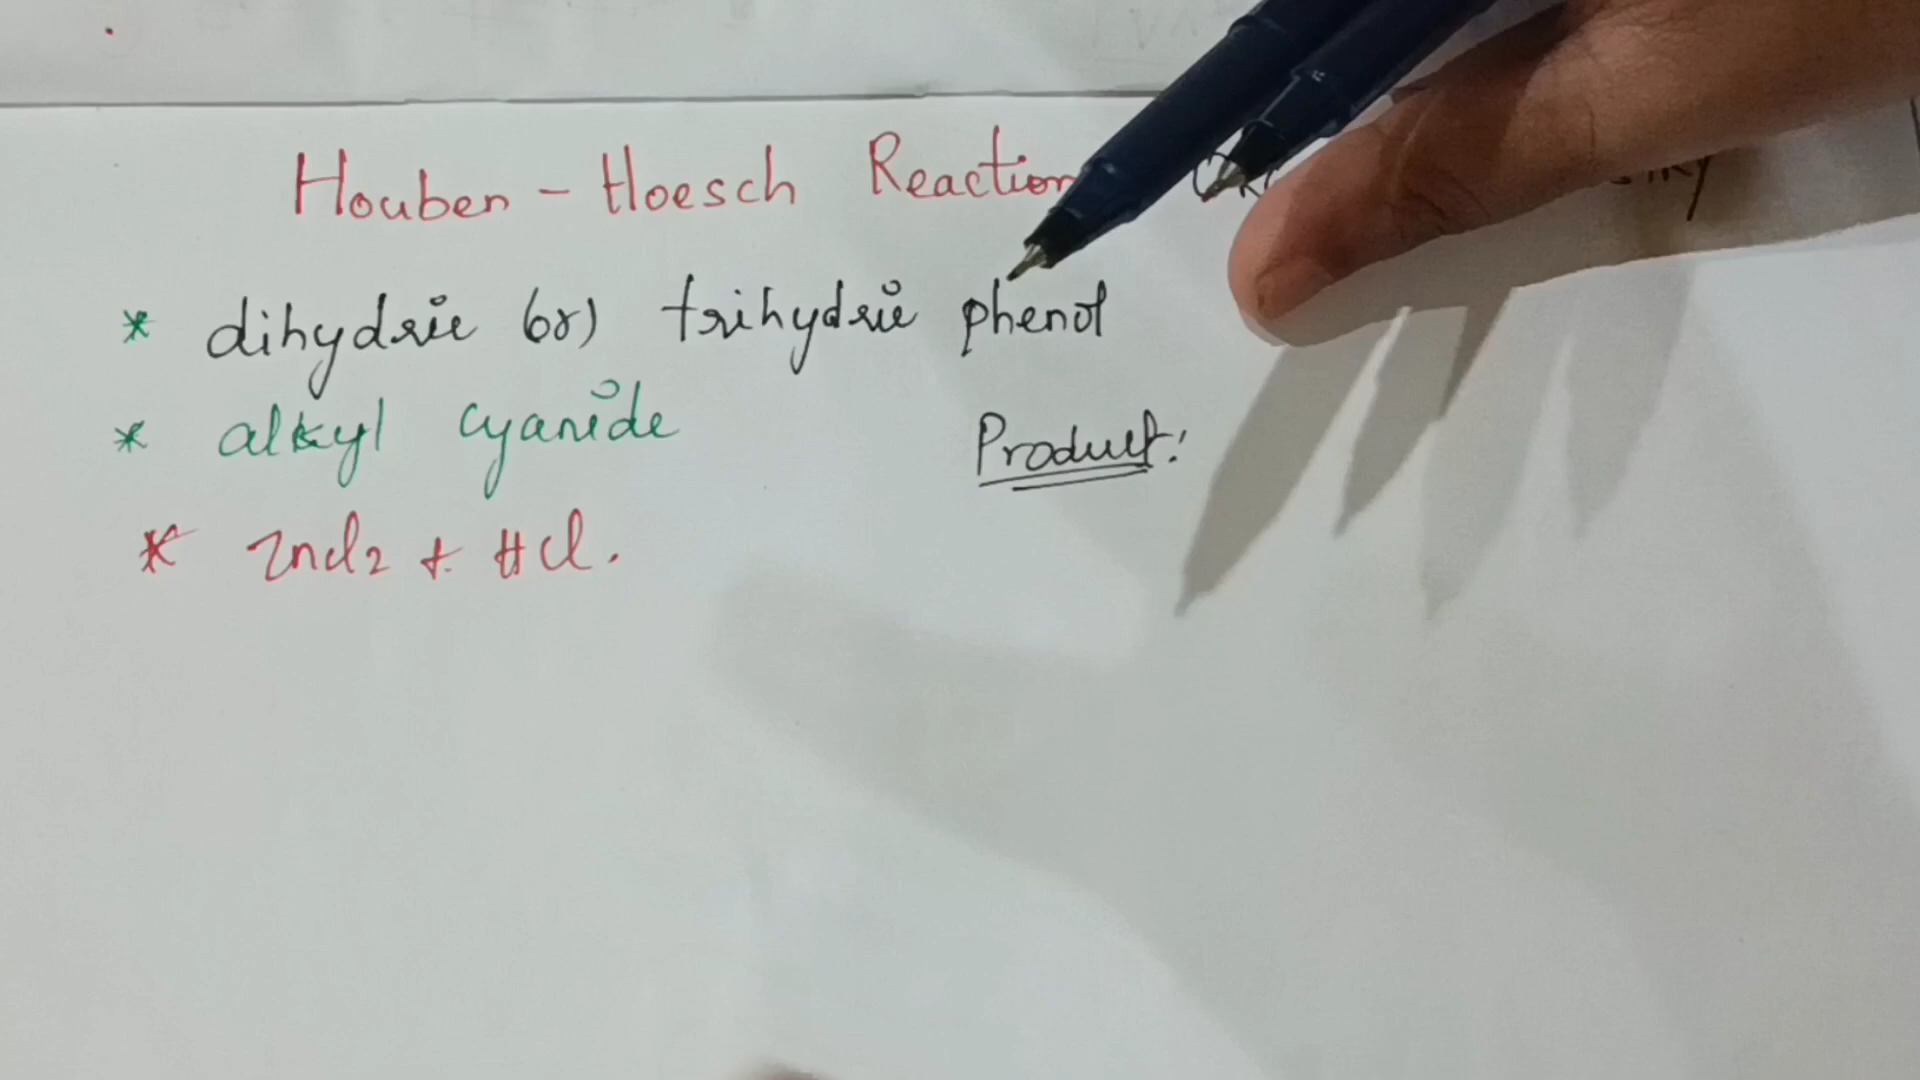 Houben - Hoesch Reaction
* dihydric (or) trihydric phenol
* alkyl cyanide
Product:
* ZnCl2 + HCl.